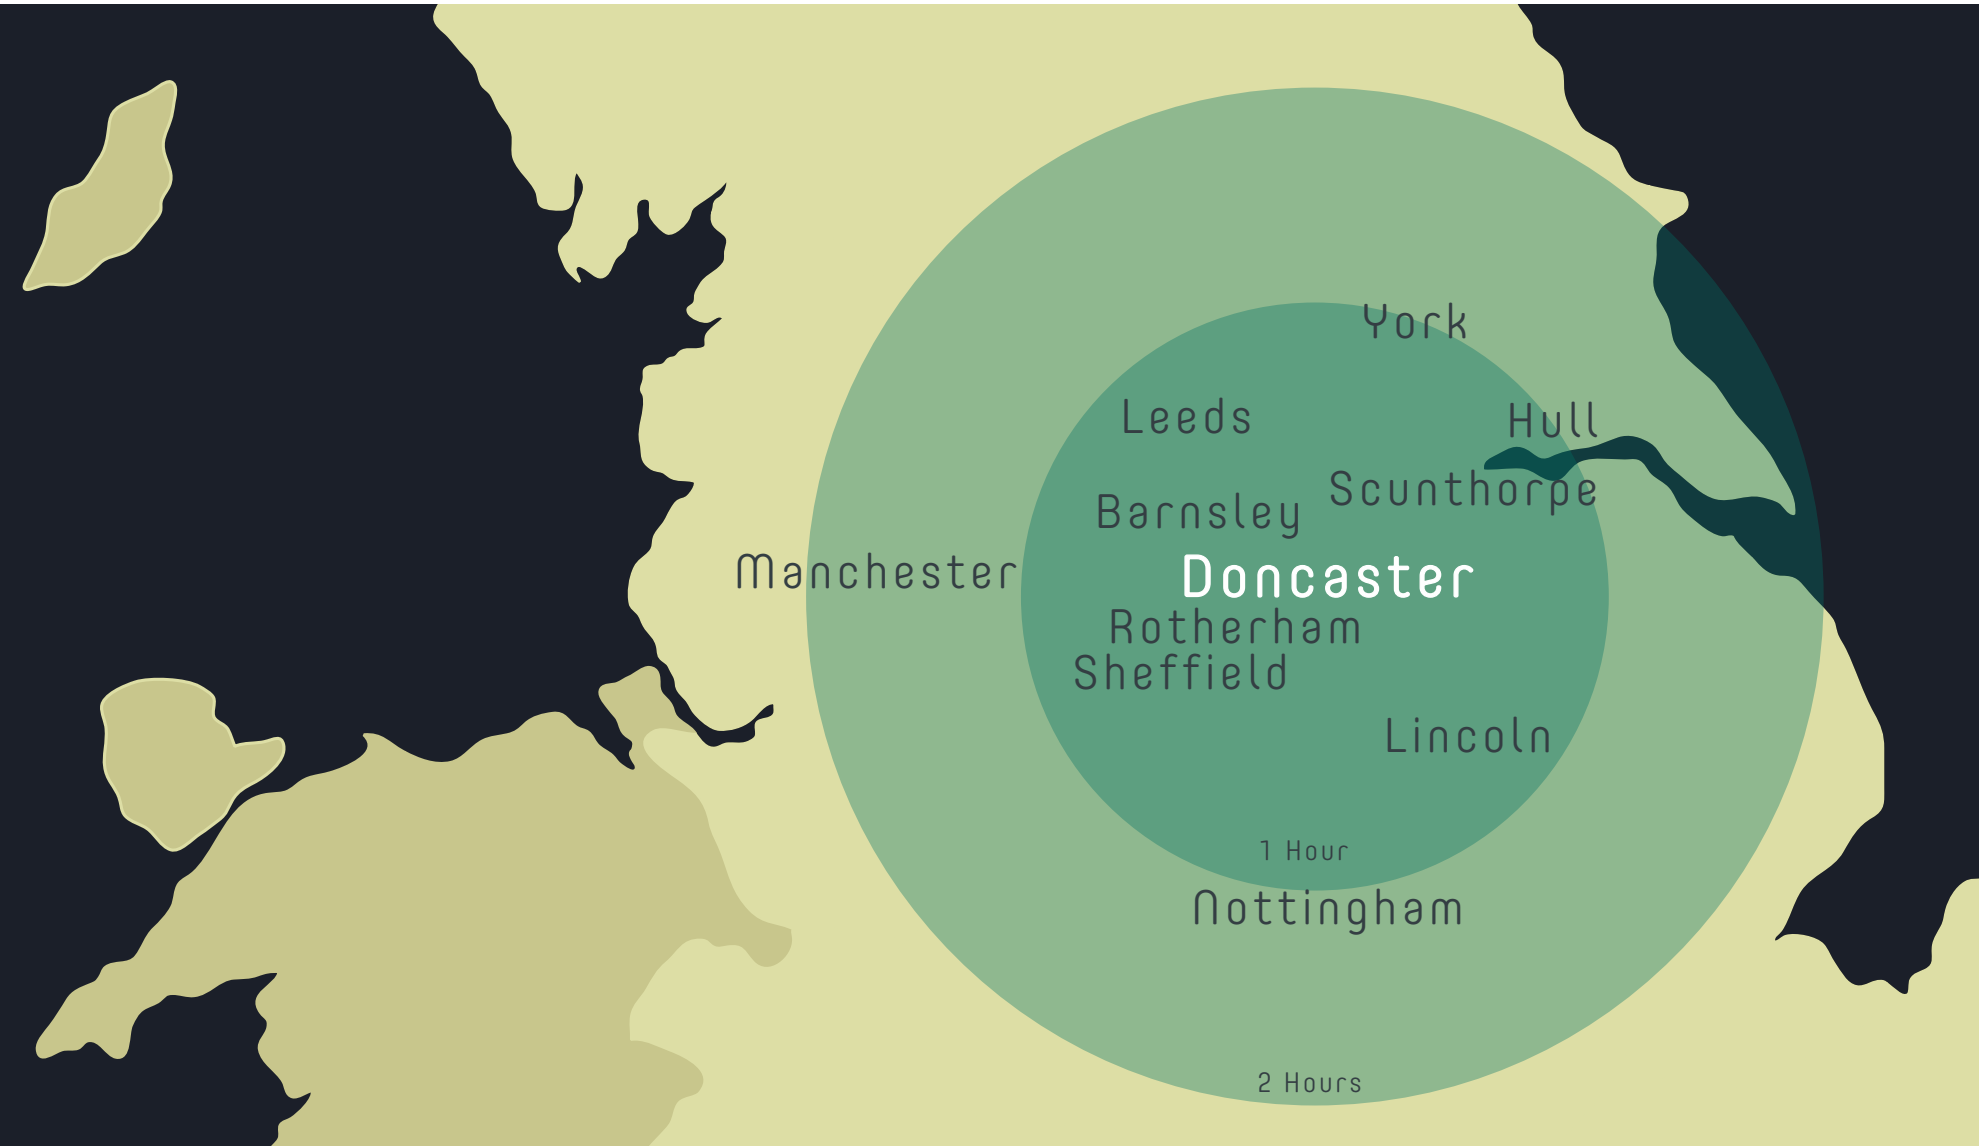 York
Leeds
Hull
Scunthorpe
Barnsley
Manchester
Doncaster
Rotherham
Sheffield
Lincoln
1 Hour
Nottingham
2 Hours